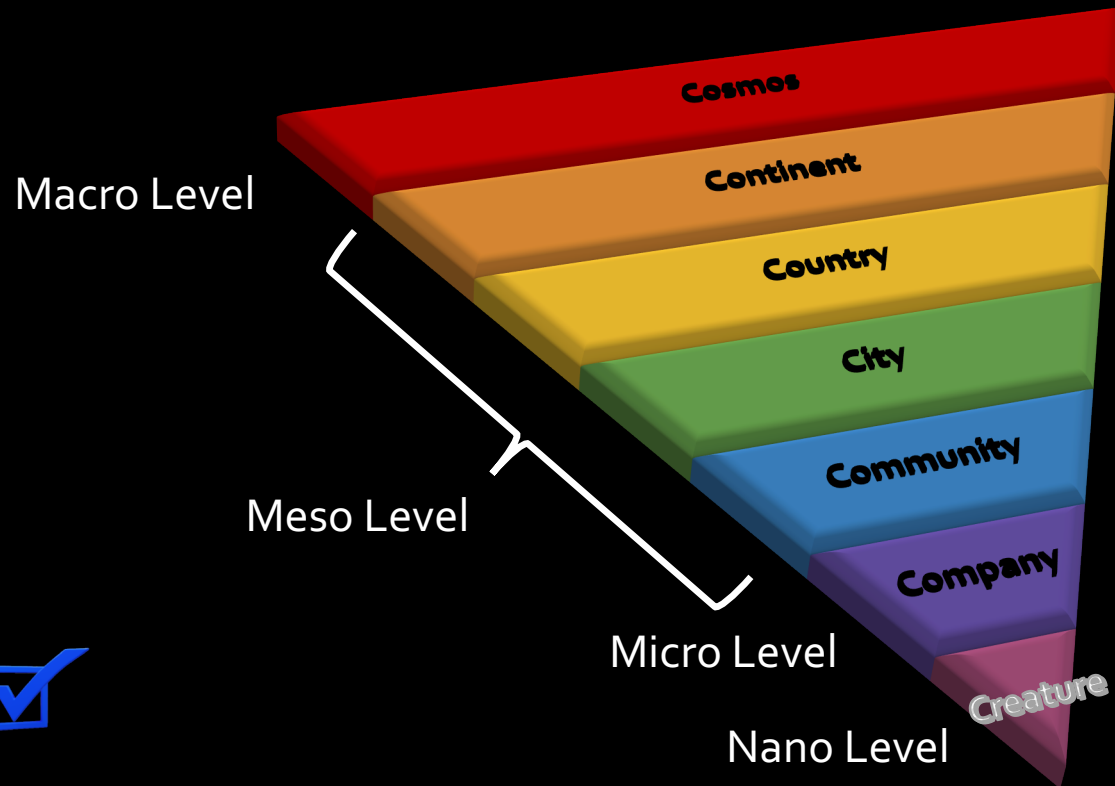 Cosmos
Macro Level
Continent
Country
City
Community
Meso Level
Company
Micro Level
Creature
Nano Level